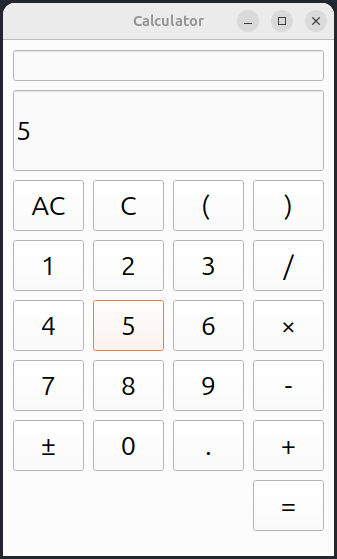 Calculator
5
AC C ( )
1 2 3 /
4 5 6 ×
7 8 9 -
± 0 . +
=